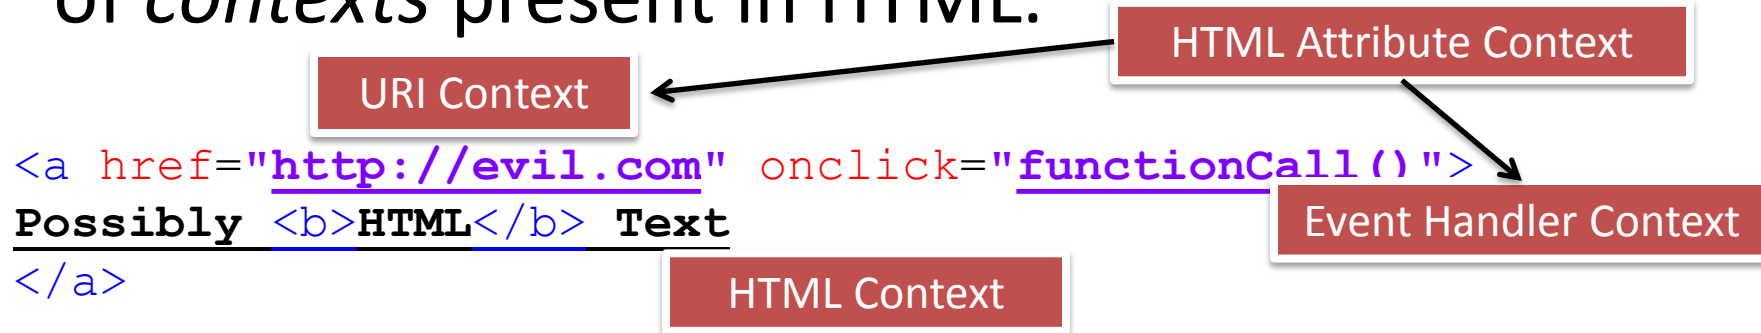 of contexts present in HTML.
HTML Attribute Context
URI Context
<a href="http://evil.com" onclick="functionCall()">
Possibly <b>HTML</b> Text
Event Handler Context
</a>
HTML Context